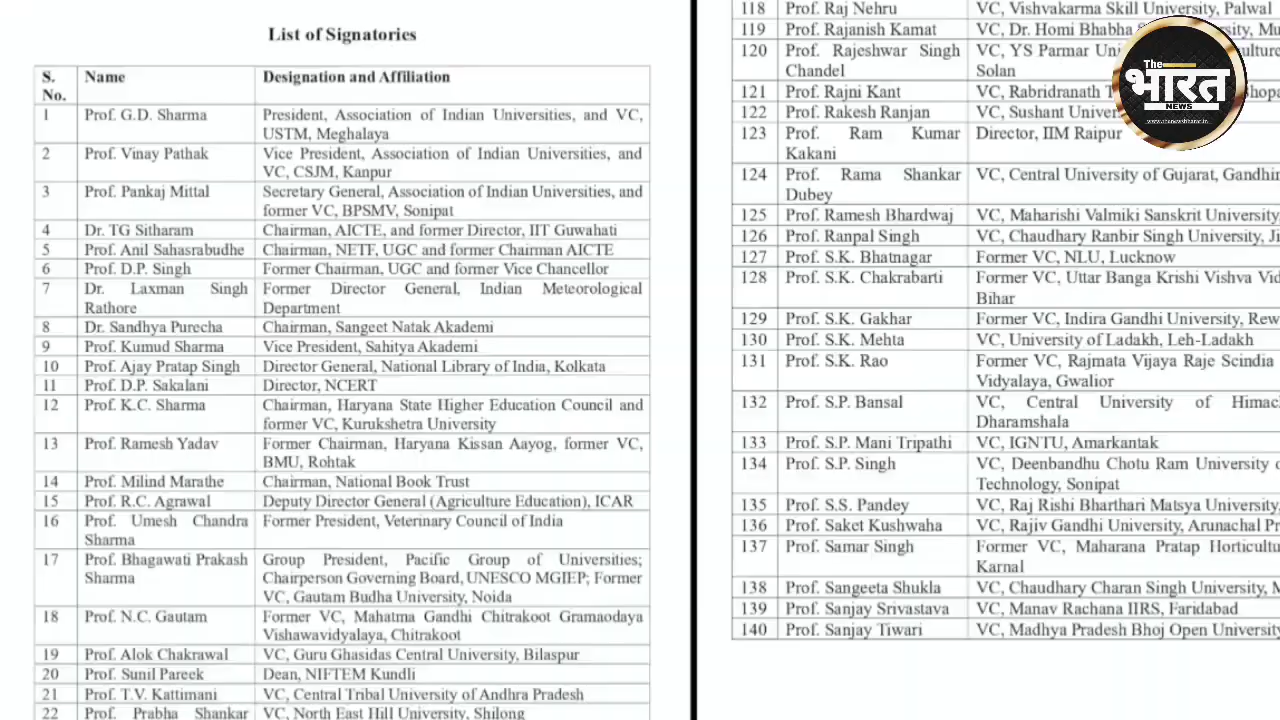 List of Signatories
S. Name Designation and Affiliation
No.
1 Prof. G.D. Sharma President, Association of Indian Universities, and VC,
USTM, Meghalaya
2 Prof. Vinay Pathak Vice President, Association of Indian Universities, and
VC, CSJM, Kanpur
3 Prof. Pankaj Mittal Secretary General, Association of Indian Universities, and
former VC, BPSMV, Sonipat
4 Dr. TG Sitharam Chairman, AICTE, and former Director, IIT Guwahati
5 Prof. Anil Sahasrabudhe Chairman, NETF, UGC and former Chairman AICTE
6 Prof. D.P. Singh Former Chairman, UGC and former Vice Chancellor
7 Dr. Laxman Singh Former Director General, Indian Meteorological
Rathore Department
8 Dr. Sandhya Purecha Chairman, Sangeet Natak Akademi
9 Prof. Kumud Sharma Vice President, Sahitya Akademi
10 Prof. Ajay Pratap Singh Director General, National Library of India, Kolkata
11 Prof. D.P. Sakalani Director, NCERT
12 Prof. K.C. Sharma Chairman, Haryana State Higher Education Council and
former VC, Kurukshetra University
13 Prof. Ramesh Yadav Former Chairman, Haryana Kissan Aayog, former VC,
BMU, Rohtak
14 Prof. Milind Marathe Chairman, National Book Trust
15 Prof. R.C. Agrawal Deputy Director General (Agriculture Education), ICAR
16 Prof. Umesh Chandra Former President, Veterinary Council of India
Sharma
17 Prof. Bhagawati Prakash Group President, Pacific Group of Universities;
Sharma Chairperson Governing Board, UNESCO MGIEP; Former
VC, Gautam Budha University, Noida
18 Prof. N.C. Gautam Former VC, Mahatma Gandhi Chitrakoot Gramaodaya
Vishawavidyalaya, Chitrakoot
19 Prof. Alok Chakrawal VC, Guru Ghasidas Central University, Bilaspur
20 Prof. Sunil Pareek Dean, NIFTEM Kundli
21 Prof. T.V. Kattimani VC, Central Tribal University of Andhra Pradesh
22 Prof. Prabha Shankar VC, North East Hill University, Shilong
118 Prof. Raj Nehru VC, Vishvakarma Skill University, Palwal
119 Prof. Rajanish Kamat VC, Dr. Homi Bhabha
120 Prof. Rajeshwar Singh VC, YS Parmar
Chandel Solan
121 Prof. Rajni Kant VC, Rabridranath
122 Prof. Rakesh Ranjan VC, Sushant
123 Prof. Ram Kumar Director, IIM Raipur
Kakani
124 Prof. Rama Shankar VC, Central University of Gujarat,
Dubey
125 Prof. Ramesh Bhardwaj VC, Maharishi Valmiki Sanskrit University,
126 Prof. Ranpal Singh VC, Chaudhary Ranbir Singh University,
127 Prof. S.K. Bhatnagar Former VC, NLU, Lucknow
128 Prof. S.K. Chakrabarti Former VC, Uttar Banga Krishi Vishva
Bihar
129 Prof. S.K. Gakhar Former VC, Indira Gandhi University,
130 Prof. S.K. Mehta VC, University of Ladakh, Leh-Ladakh
131 Prof. S.K. Rao Former VC, Rajmata Vijaya Raje Scindia
Vidyalaya, Gwalior
132 Prof. S.P. Bansal VC, Central University of
Dharamshala
133 Prof. S.P. Mani Tripathi VC, IGNTU, Amarkantak
134 Prof. S.P. Singh VC, Deenbandhu Chotu Ram University
Technology, Sonipat
135 Prof. S.S. Pandey VC, Raj Rishi Bharthari Matsya University,
136 Prof. Saket Kushwaha VC, Rajiv Gandhi University, Arunachal
137 Prof. Samar Singh Former VC, Maharana Pratap
Karnal
138 Prof. Sangeeta Shukla VC, Chaudhary Charan Singh University,
139 Prof. Sanjay Srivastava VC, Manav Rachana IIRS, Faridabad
140 Prof. Sanjay Tiwari VC, Madhya Pradesh Bhoj Open
The
भारत
NEWS